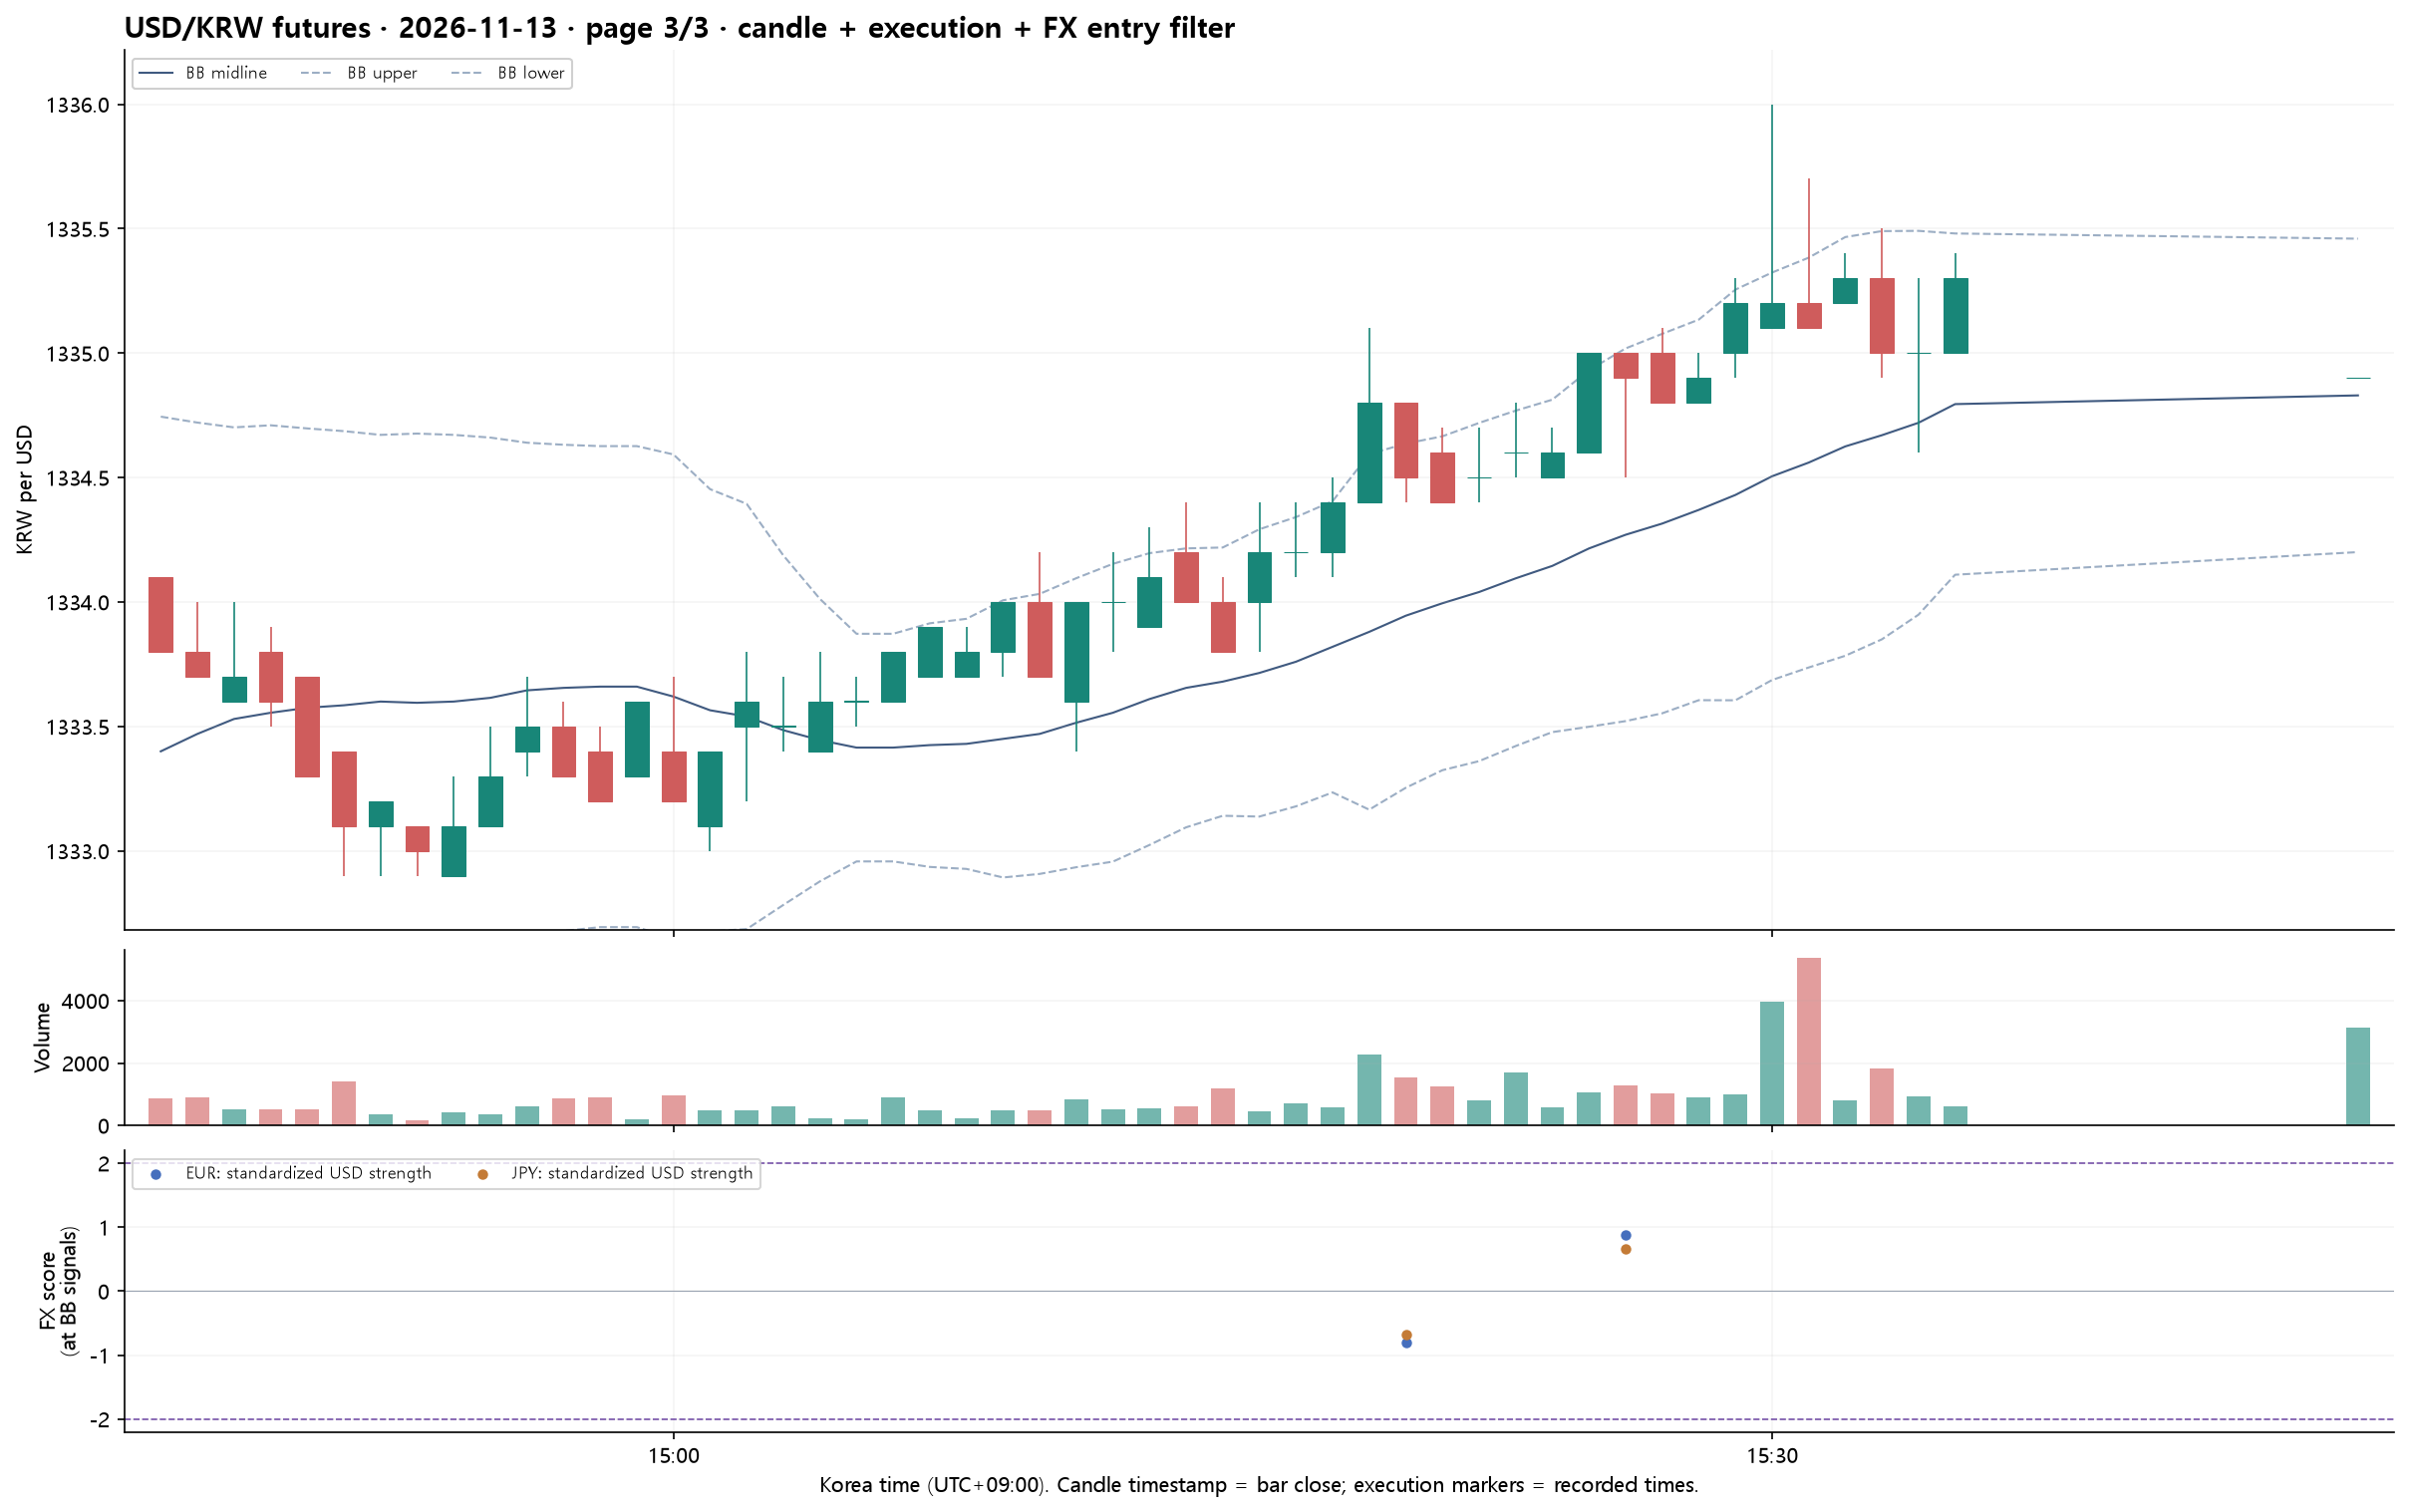 USD/KRW futures · 2026-11-13 · page 3/3 · candle + execution + FX entry filter
BB midline BB upper BB lower
1336.0
1335.5
1335.0
1334.5
1334.0
1333.5
1333.0
KRW per USD
4000
2000
0
Volume
EUR: standardized USD strength JPY: standardized USD strength
2
1
0
-1
-2
FX score
(at BB signals)
15:00 15:30
Korea time (UTC+09:00). Candle timestamp = bar close; execution markers = recorded times.